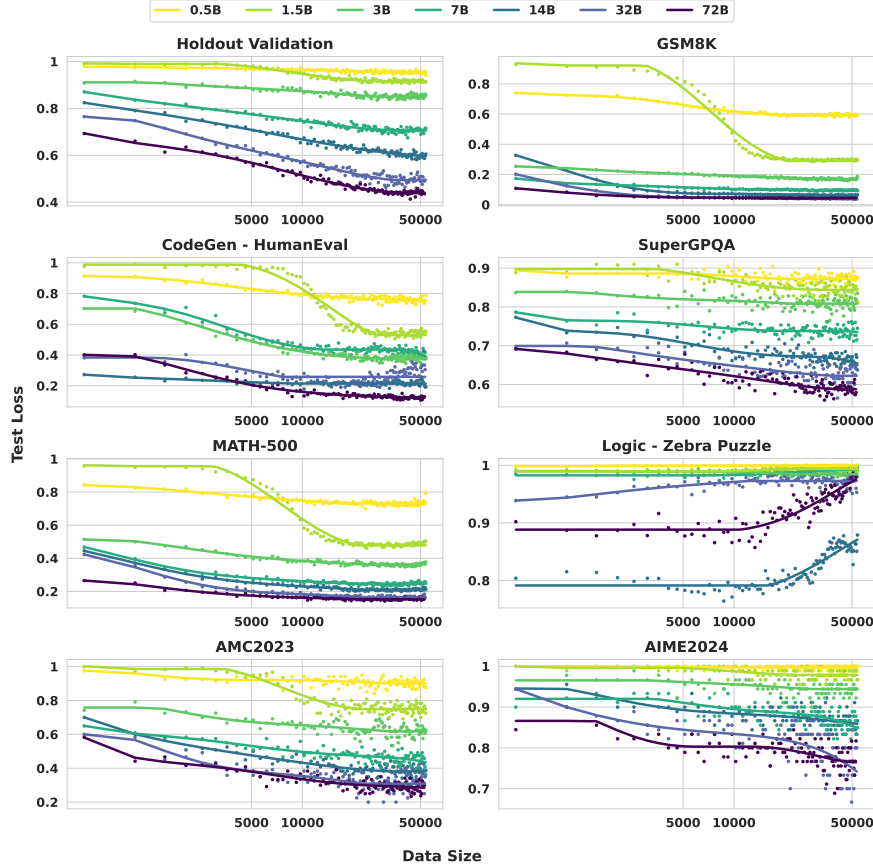 0.5B 1.5B 3B 7B 14B 32B 72B
Holdout Validation
1
0.8
0.6
0.4
5000 10000 50000
GSM8K
0.8
0.6
0.4
0.2
0
5000 10000 50000
CodeGen - HumanEval
1
0.8
0.6
0.4
0.2
5000 10000 50000
SuperGPQA
0.9
0.8
0.7
0.6
5000 10000 50000
Test Loss
MATH-500
1
0.8
0.6
0.4
0.2
5000 10000 50000
Logic - Zebra Puzzle
1
0.9
0.8
5000 10000 50000
AMC2023
1
0.8
0.6
0.4
0.2
5000 10000 50000
AIME2024
1
0.9
0.8
0.7
5000 10000 50000
Data Size